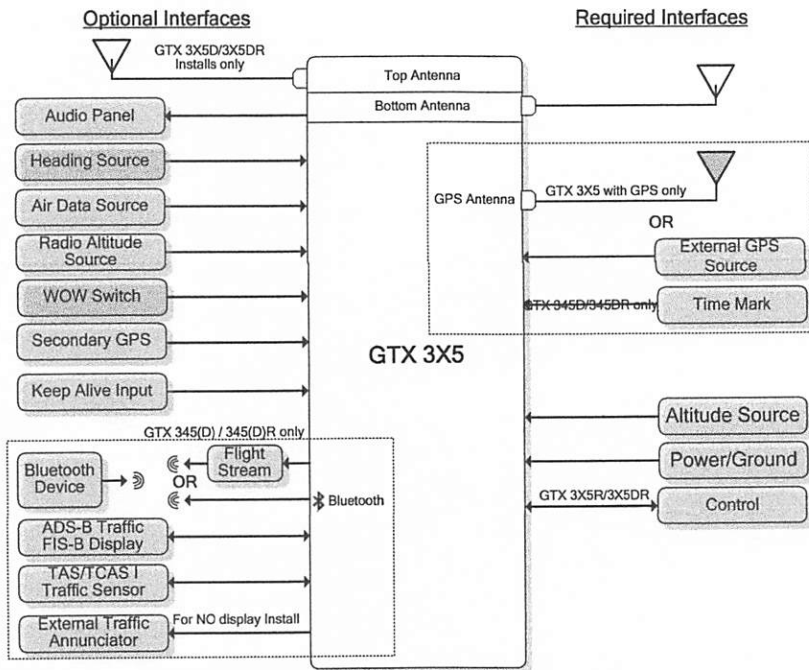 Optional Interfaces
Required Interfaces
GTX 3X5D/3X5DR
Installs only
Top Antenna
Bottom Antenna
Audio Panel
Heading Source
Air Data Source
Radio Altitude
Source
WOW Switch
Secondary GPS
Keep Alive Input
GPS Antenna
GTX 3X5 with GPS only
OR
External GPS
Source
GTX 345D/345DR only
Time Mark
GTX 3X5
Altitude Source
Power/Ground
GTX 3X5R/3X5DR
Control
GTX 345(D) / 345(D)R only
Bluetooth
Device
Flight
Stream
OR
Bluetooth
ADS-B Traffic
FIS-B Display
TAS/TCAS I
Traffic Sensor
External Traffic
Annunciator
For NO display Install